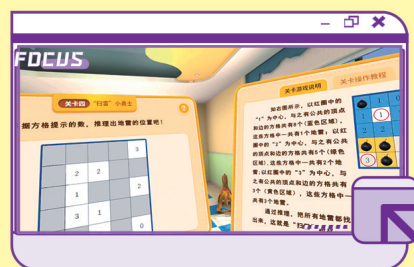 FOCUS
关卡四 "扫雷"小勇士
?
据方格提示的数，推理出地雷的位置吧！
3
2 2
1 2
3 1
0
关卡游戏说明
关卡操作教程
如右图所示，以红圈中的
"1"为中心，与之有公共的顶点
和边的方格共有8个（蓝色区域），
这些方格中一共有1个地雷；以红
圈中的"2"为中心，与之有公共
的顶点和边的方格共有5个（绿色
区域），这些方格中一共有2个地
雷；以红圈中的"3"为中心，与
之有公共的顶点和边的方格共有
3个（黄色区域），这些方格中一
共有3个地雷。
通过推理，把所有地雷都找
出来，这就是"扫
1 0
1
2 2
3